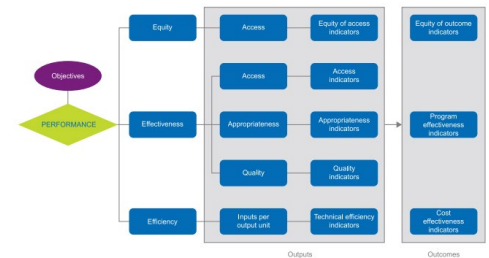 Equity
Access
Equity of access
indicators
Equity of outcome
indicators
Objectives
Access
Access
indicators
PERFORMANCE
Effectiveness
Appropriateness
Appropriateness
indicators
Program
effectiveness
indicators
Quality
Quality
indicators
Efficiency
Inputs per
output unit
Technical efficiency
indicators
Cost
effectiveness
indicators
Outputs
Outcomes